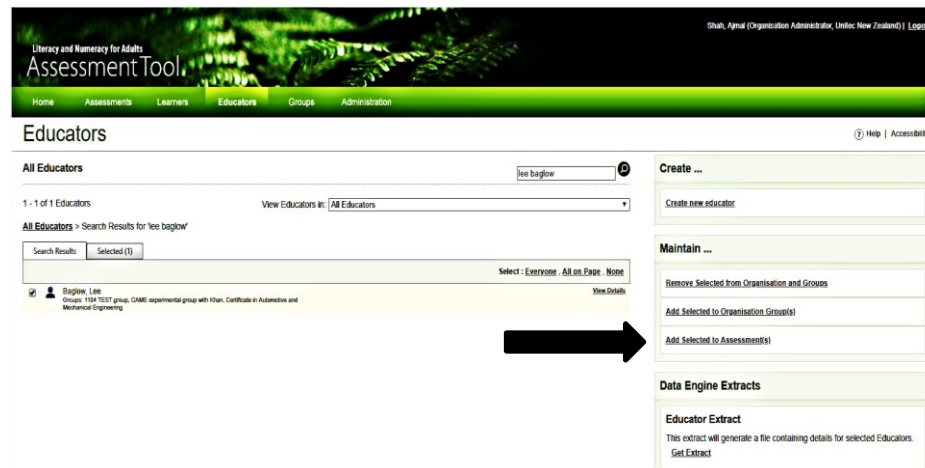 Shah, Ajmal (Organisation Administrator, Unitec New Zealand) | Logo
Literacy and Numeracy for Adults
Assessment Tool
Home Assessments Learners Educators Groups Administration
Educators
? Help | Accessibili
All Educators
lee baglow
1 - 1 of 1 Educators
View Educators in: All Educators
All Educators > Search Results for 'lee baglow'
Search Results Selected (1)
Select : Everyone , All on Page , None
Baglow, Lee
View Details
Groups: 1104 TEST group, CAME experimental group with Khan, Certificate in Automotive and
Mechanical Engineering
Create ...
Create new educator
Maintain ...
Remove Selected from Organisation and Groups
Add Selected to Organisation Group(s)
Add Selected to Assessment(s)
Data Engine Extracts
Educator Extract
This extract will generate a file containing details for selected Educators.
Get Extract